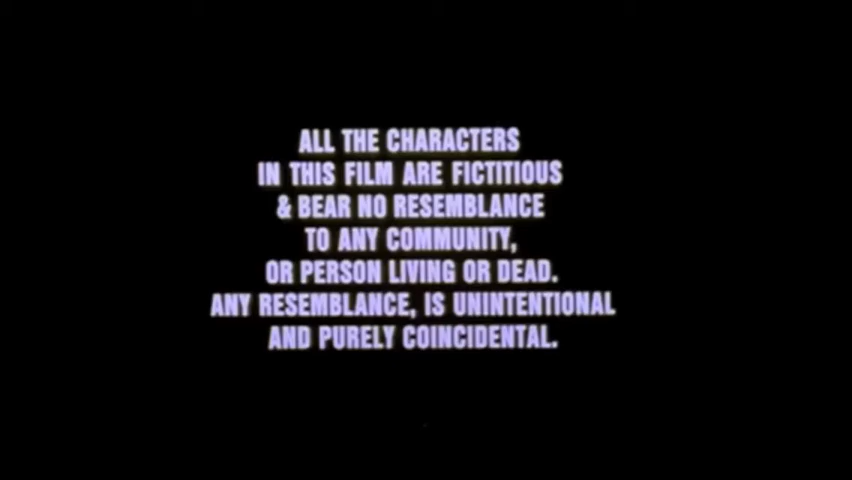 ALL THE CHARACTERS
IN THIS FILM ARE FICTITIOUS
& BEAR NO RESEMBLANCE
TO ANY COMMUNITY,
OR PERSON LIVING OR DEAD.
ANY RESEMBLANCE, IS UNINTENTIONAL
AND PURELY COINCIDENTAL.